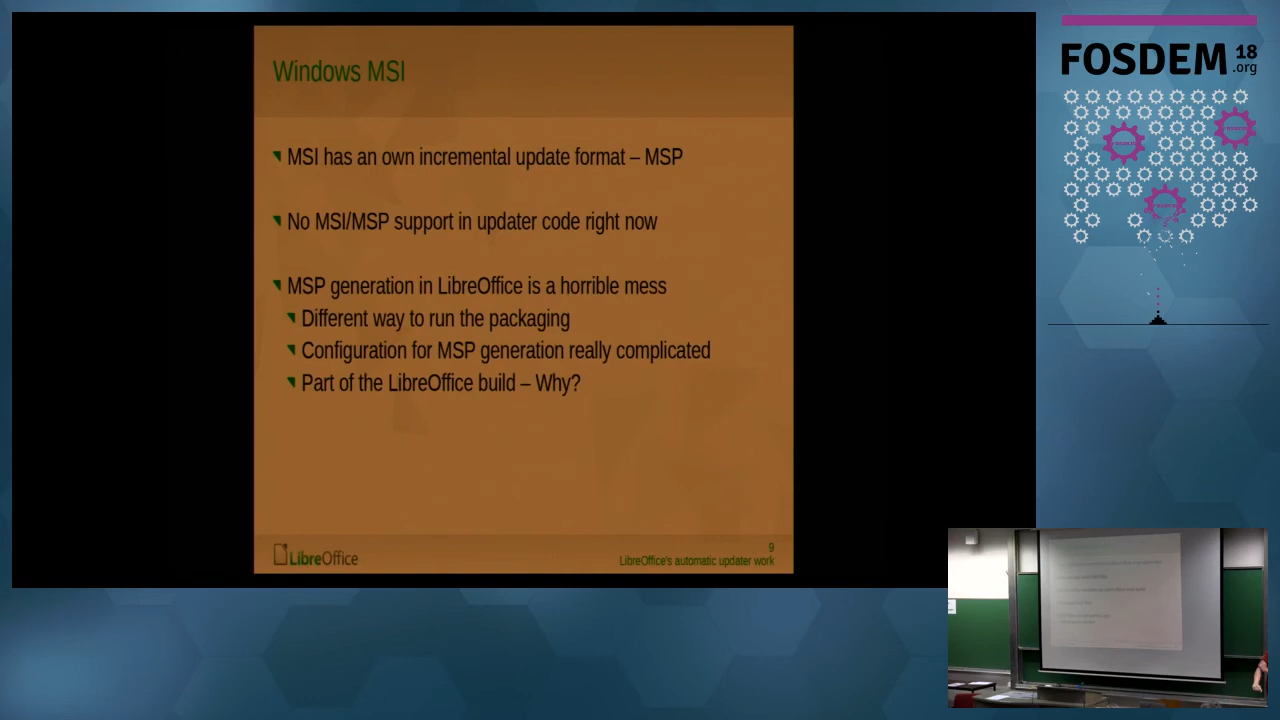 Windows MSI
MSI has an own incremental update format – MSP
No MSI/MSP support in updater code right now
MSP generation in LibreOffice is a horrible mess
Different way to run the packaging
Configuration for MSP generation really complicated
Part of the LibreOffice build – Why?
LibreOffice
9
LibreOffice's automatic updater work
FOSDEM 18
.org